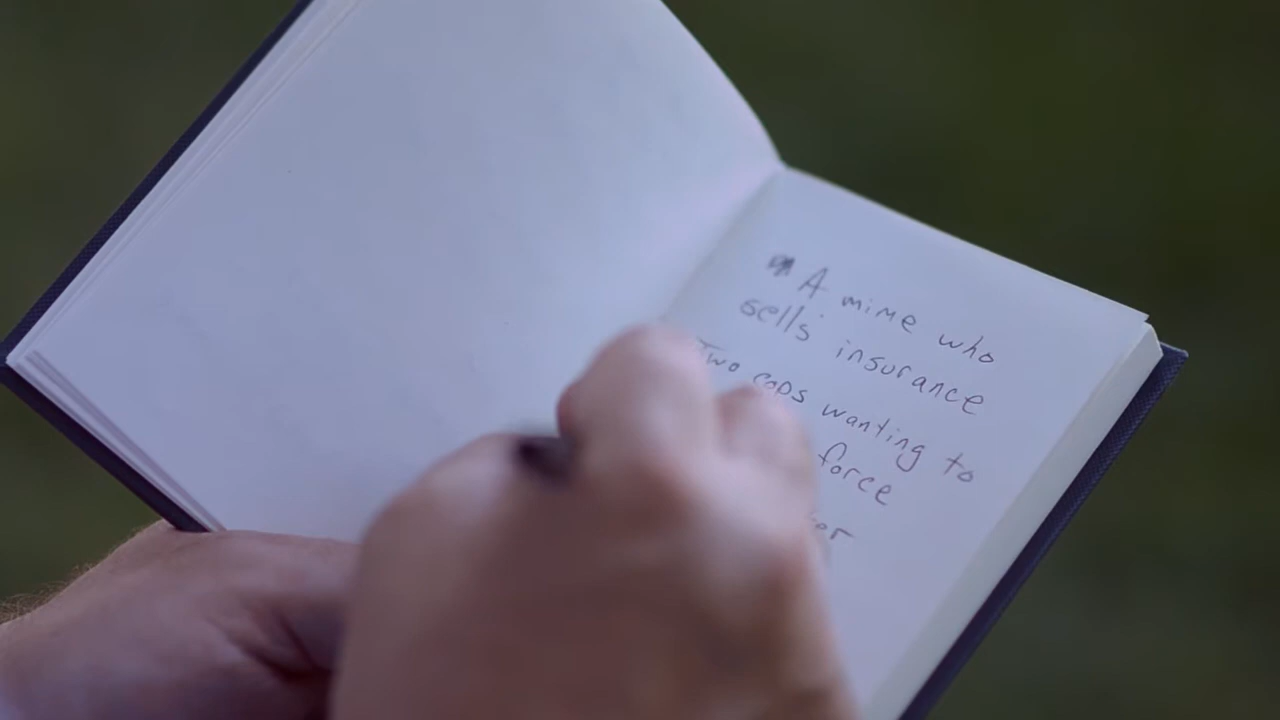 A mime who
sells insurance
Two cops wanting to
force